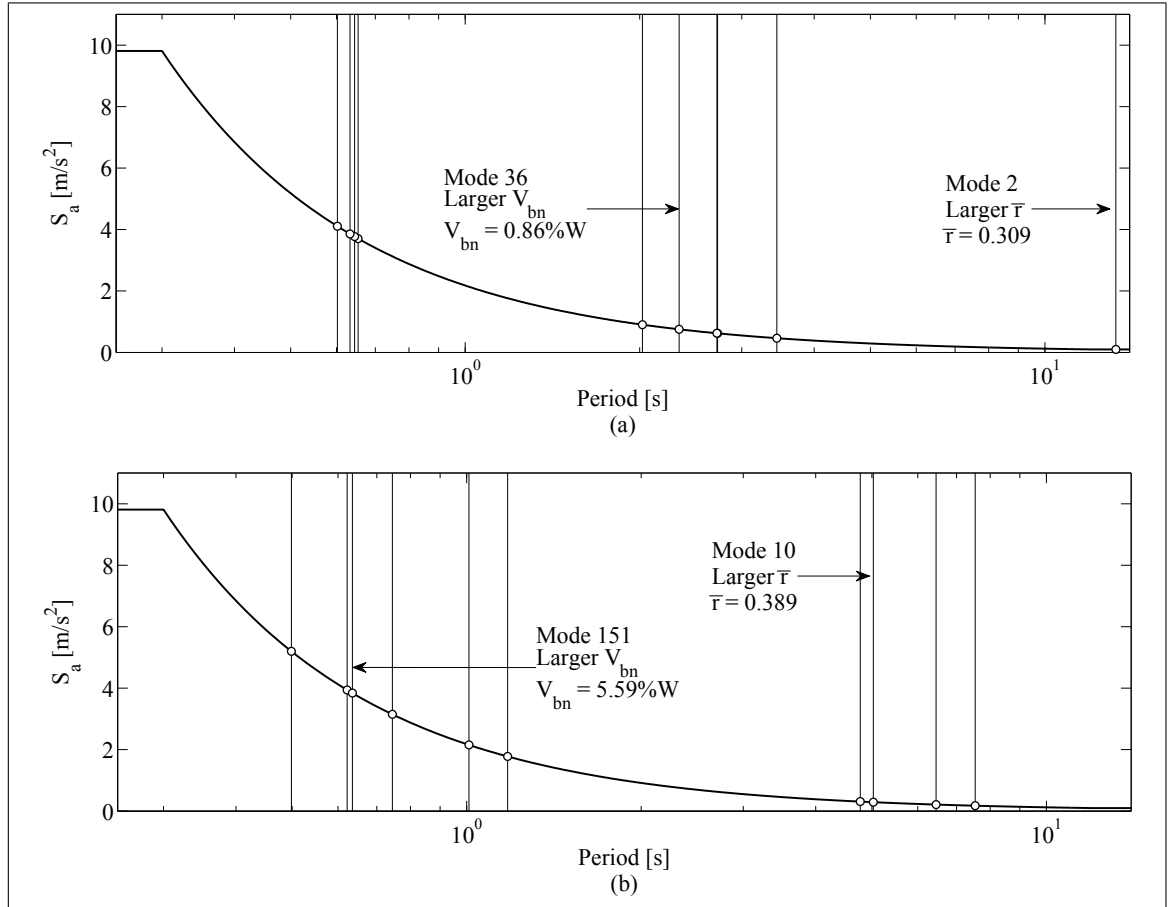 10
8
6
4
2
0
S_a [m/s^2]
Mode 36
Larger V_bn
V_bn = 0.86%W
Mode 2
Larger r̅
r̅ = 0.309
10^0
10^1
Period [s]
(a)
10
8
6
4
2
0
S_a [m/s^2]
Mode 10
Larger r̅
r̅ = 0.389
Mode 151
Larger V_bn
V_bn = 5.59%W
10^0
10^1
Period [s]
(b)